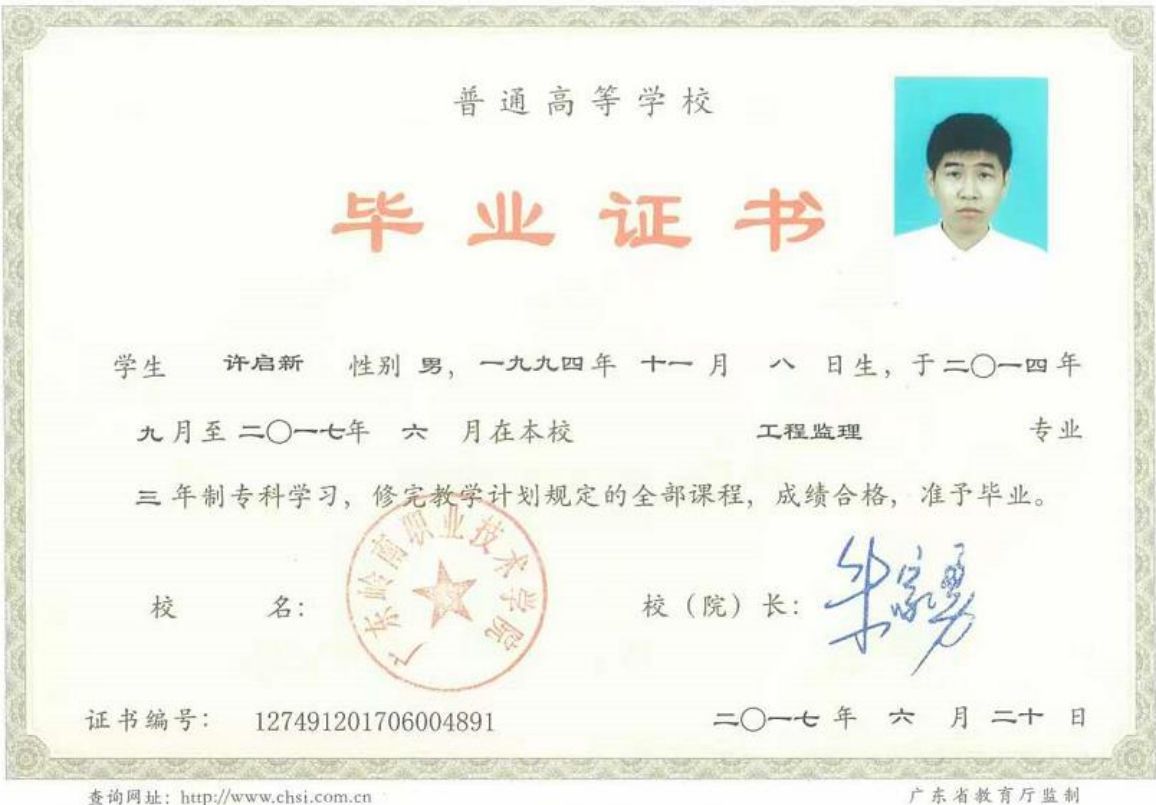 普通高等学校
毕业证书
学生 许启新 性别 男，一九九四年 十一 月 八 日生，于二〇一四年
九月至 二〇一七年 六 月在本校 工程监理 专业
三 年制专科学习，修完教学计划规定的全部课程，成绩合格，准予毕业。
广东岭南职业技术学院
校 名： 校（院）长：
证书编号： 127491201706004891 二〇一七 年 六 月 二十 日
查询网址：http://www.chsi.com.cn 广东省教育厅监制